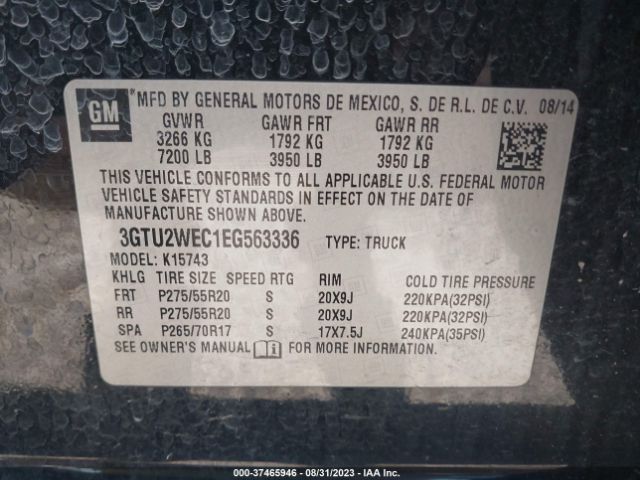 GM
MFD BY GENERAL MOTORS DE MEXICO, S. DE R.L. DE C.V. 08/14
GVWR GAWR FRT GAWR RR
3266 KG 1792 KG 1792 KG
7200 LB 3950 LB 3950 LB
THIS VEHICLE CONFORMS TO ALL APPLICABLE U.S. FEDERAL MOTOR
VEHICLE SAFETY STANDARDS IN EFFECT ON THE DATE OF
MANUFACTURE SHOWN ABOVE.
3GTU2WEC1EG563336 TYPE: TRUCK
MODEL: K15743
KHLG TIRE SIZE SPEED RTG RIM COLD TIRE PRESSURE
FRT P275/55R20 S 20X9J 220KPA(32PSI)
RR P275/55R20 S 20X9J 220KPA(32PSI)
SPA P265/70R17 S 17X7.5J 240KPA(35PSI)
SEE OWNER'S MANUAL FOR MORE INFORMATION.
© - 37465946 - 08/31/2023 - IAA Inc.